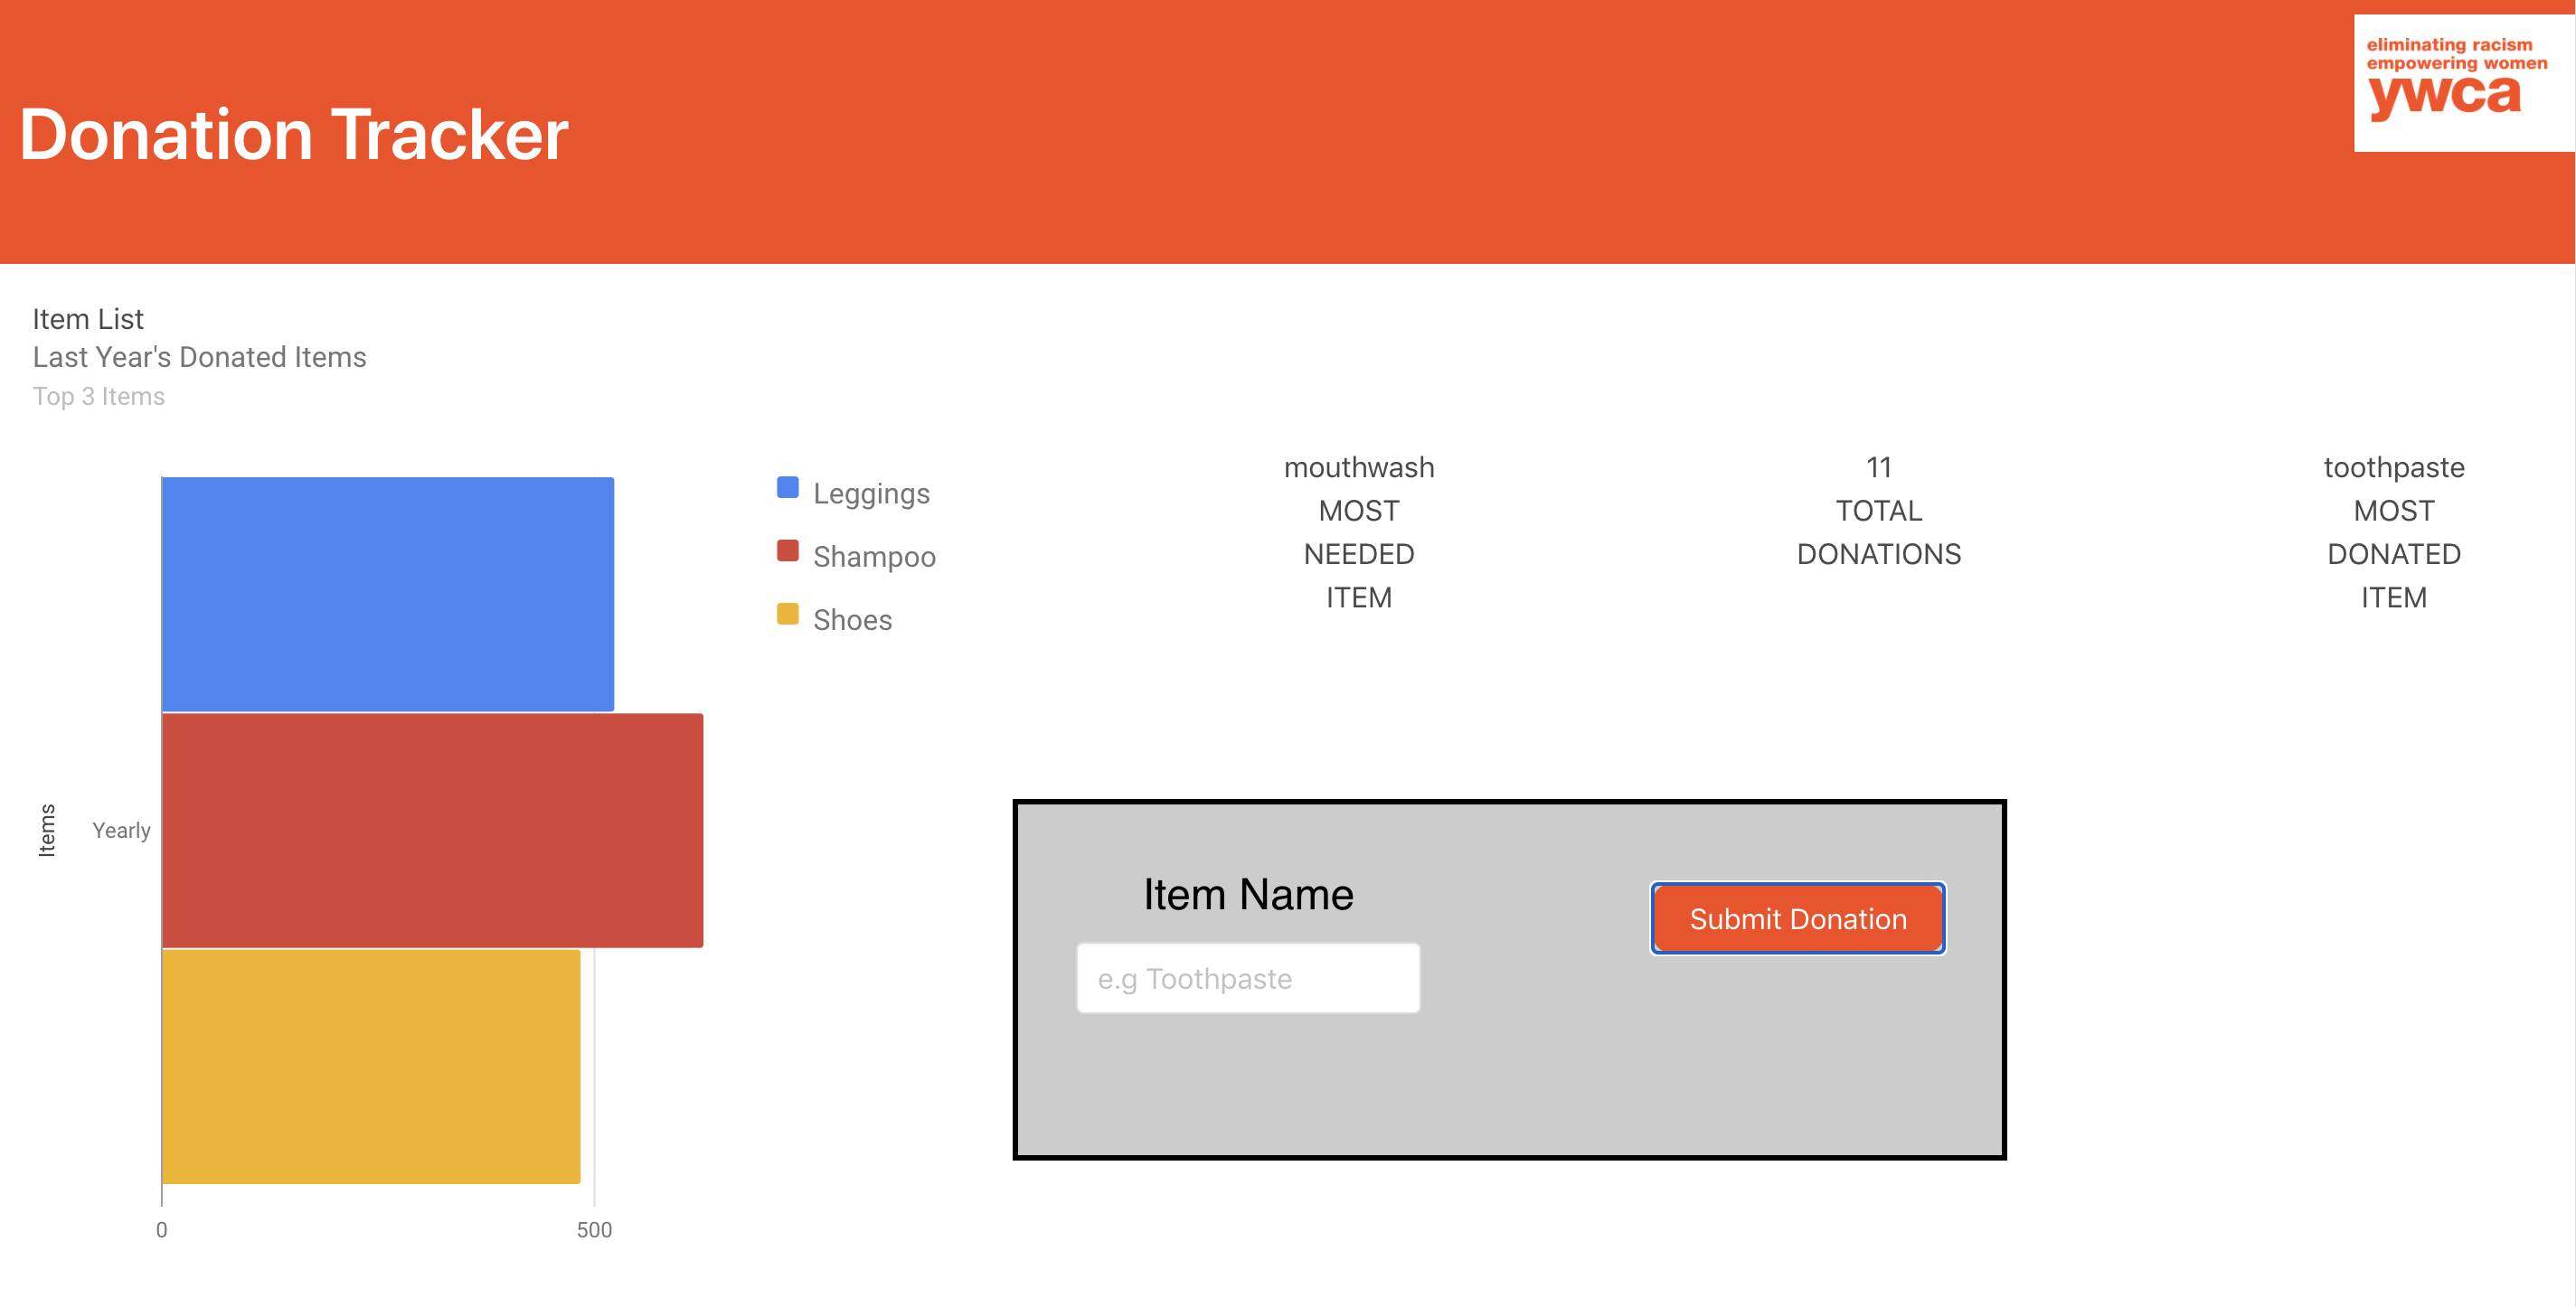 eliminating racism
empowering women
ywca
Donation Tracker
Item List
Last Year's Donated Items
Top 3 Items
Leggings
Shampoo
Shoes
Items
Yearly
0
500
mouthwash
MOST
NEEDED
ITEM
11
TOTAL
DONATIONS
toothpaste
MOST
DONATED
ITEM
Item Name
e.g Toothpaste
Submit Donation